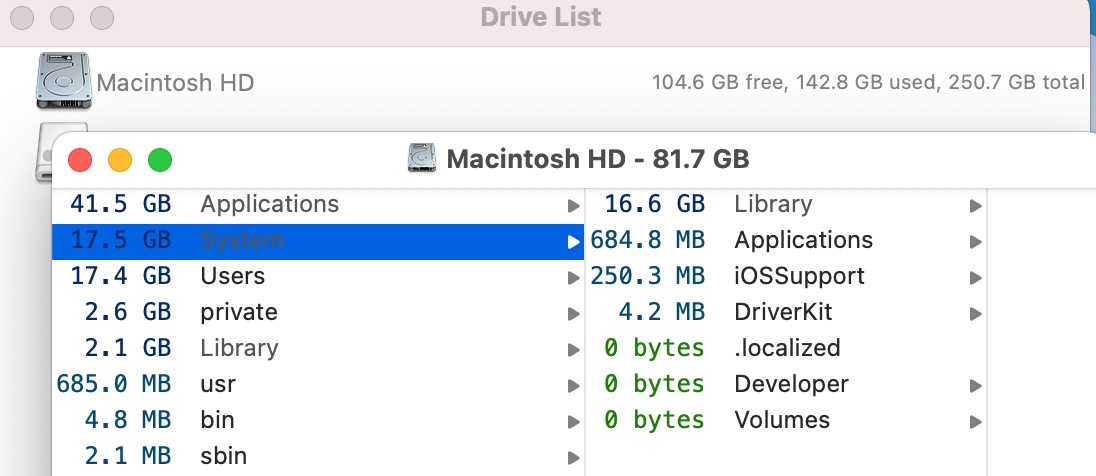 Drive List
Macintosh HD 104.6 GB free, 142.8 GB used, 250.7 GB total
Macintosh HD - 81.7 GB
41.5 GB Applications 16.6 GB Library
17.5 GB System 684.8 MB Applications
17.4 GB Users 250.3 MB iOSSupport
2.6 GB private 4.2 MB DriverKit
2.1 GB Library 0 bytes .localized
685.0 MB usr 0 bytes Developer
4.8 MB bin 0 bytes Volumes
2.1 MB sbin